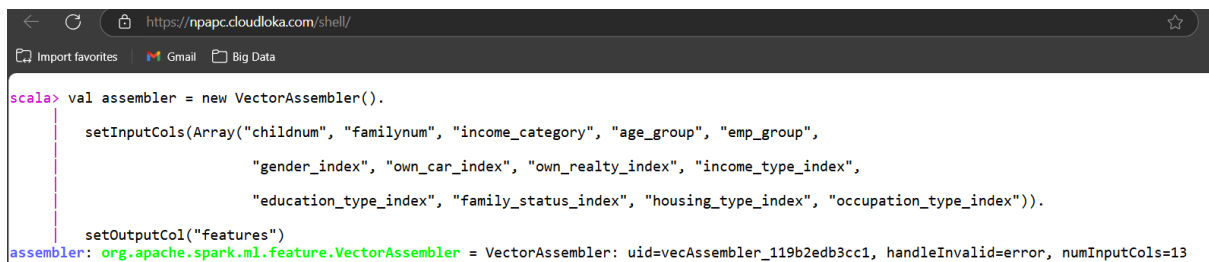 https://npapc.cloudloka.com/shell/
Import favorites Gmail Big Data
scala> val assembler = new VectorAssembler().
| setInputCols(Array("childnum", "familynum", "income_category", "age_group", "emp_group",
| "gender_index", "own_car_index", "own_realty_index", "income_type_index",
| "education_type_index", "family_status_index", "housing_type_index", "occupation_type_index")).
| setOutputCol("features")
assembler: org.apache.spark.ml.feature.VectorAssembler = VectorAssembler: uid=vecAssembler_119b2edb3cc1, handleInvalid=error, numInputCols=13